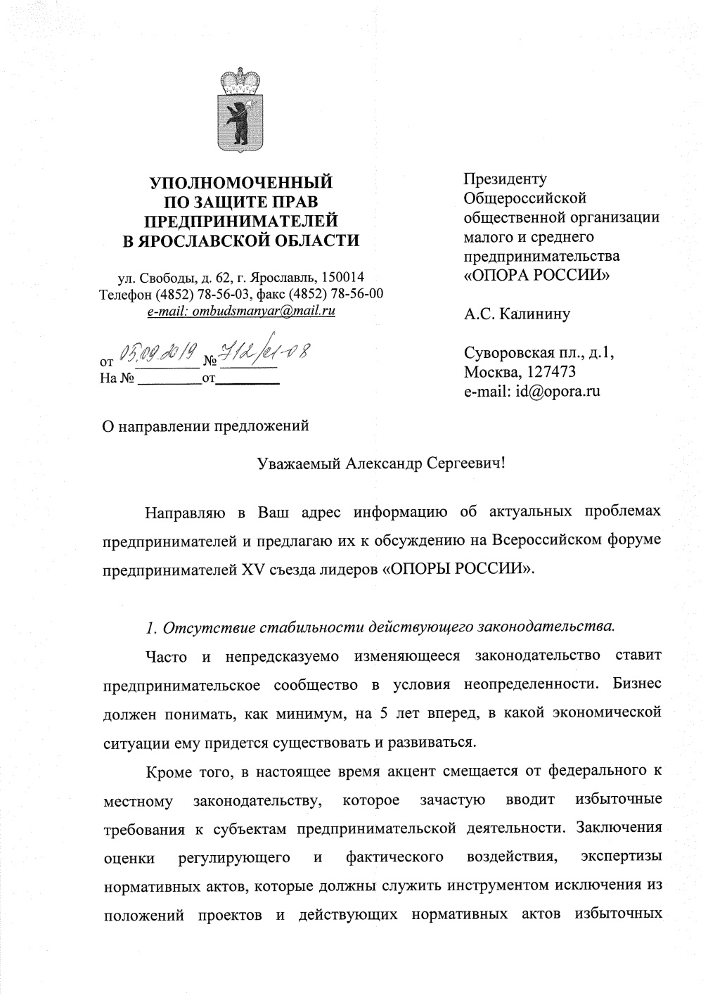 УПОЛНОМОЧЕННЫЙ
ПО ЗАЩИТЕ ПРАВ
ПРЕДПРИНИМАТЕЛЕЙ
В ЯРОСЛАВСКОЙ ОБЛАСТИ
ул. Свободы, д. 62, г. Ярославль, 150014
Телефон (4852) 78-56-03, факс (4852) 78-56-00
e-mail: ombudsmanyar@mail.ru
от 05.09.2019 № 712/01-08
На № __________от__________
Президенту
Общероссийской
общественной организации
малого и среднего
предпринимательства
«ОПОРА РОССИИ»
А.С. Калинину
Суворовская пл., д.1,
Москва, 127473
e-mail: id@opora.ru
О направлении предложений
Уважаемый Александр Сергеевич!
Направляю в Ваш адрес информацию об актуальных проблемах
предпринимателей и предлагаю их к обсуждению на Всероссийском форуме
предпринимателей XV съезда лидеров «ОПОРЫ РОССИИ».
1. Отсутствие стабильности действующего законодательства.
Часто и непредсказуемо изменяющееся законодательство ставит
предпринимательское сообщество в условия неопределенности. Бизнес
должен понимать, как минимум, на 5 лет вперед, в какой экономической
ситуации ему придется существовать и развиваться.
Кроме того, в настоящее время акцент смещается от федерального к
местному законодательству, которое зачастую вводит избыточные
требования к субъектам предпринимательской деятельности. Заключения
оценки регулирующего и фактического воздействия, экспертизы
нормативных актов, которые должны служить инструментом исключения из
положений проектов и действующих нормативных актов избыточных